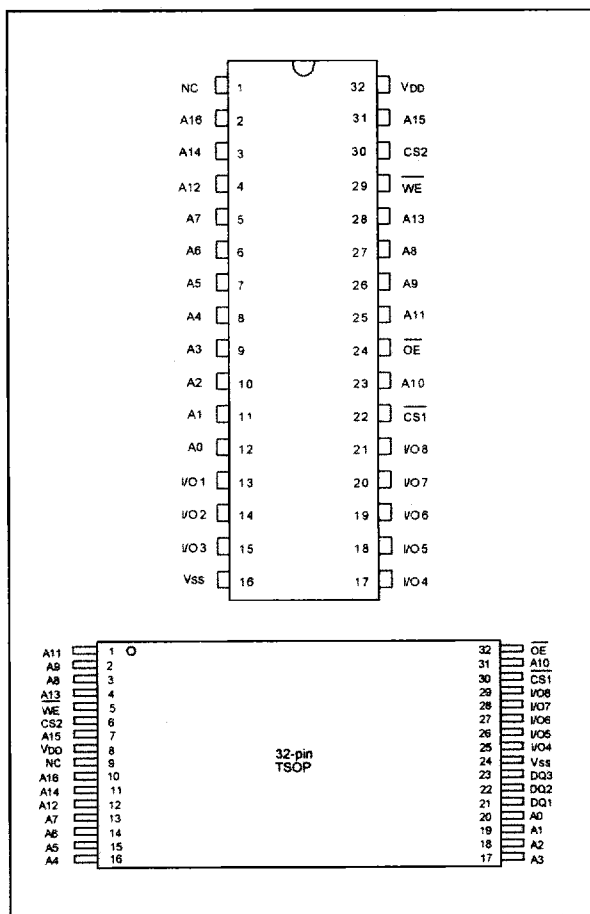 NC 1 32 VDD
A16 2 31 A15
A14 3 30 CS2
A12 4 29 WE
A7 5 28 A13
A6 6 27 A8
A5 7 26 A9
A4 8 25 A11
A3 9 24 OE
A2 10 23 A10
A1 11 22 CS1
A0 12 21 I/O8
I/O1 13 20 I/O7
I/O2 14 19 I/O6
I/O3 15 18 I/O5
Vss 16 17 I/O4
A11 1 32 OE
A9 2 31 A10
A8 3 30 CS1
A13 4 29 I/O8
WE 5 28 I/O7
CS2 6 27 I/O6
A15 7 26 I/O5
VDD 8 25 I/O4
NC 9 24 Vss
A16 10 23 DQ3
A14 11 22 DQ2
A12 12 21 DQ1
A7 13 20 A0
A6 14 19 A1
A5 15 18 A2
A4 16 17 A3
32-pin
TSOP